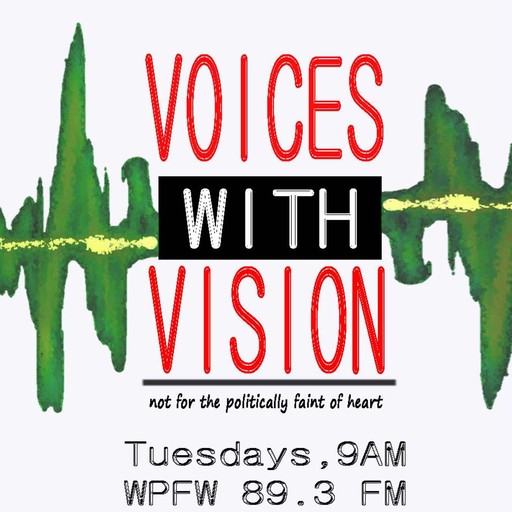 VOICES
WITH
VISION
not for the politically faint of heart
Tuesdays,9AM
WPFW 89.3 FM